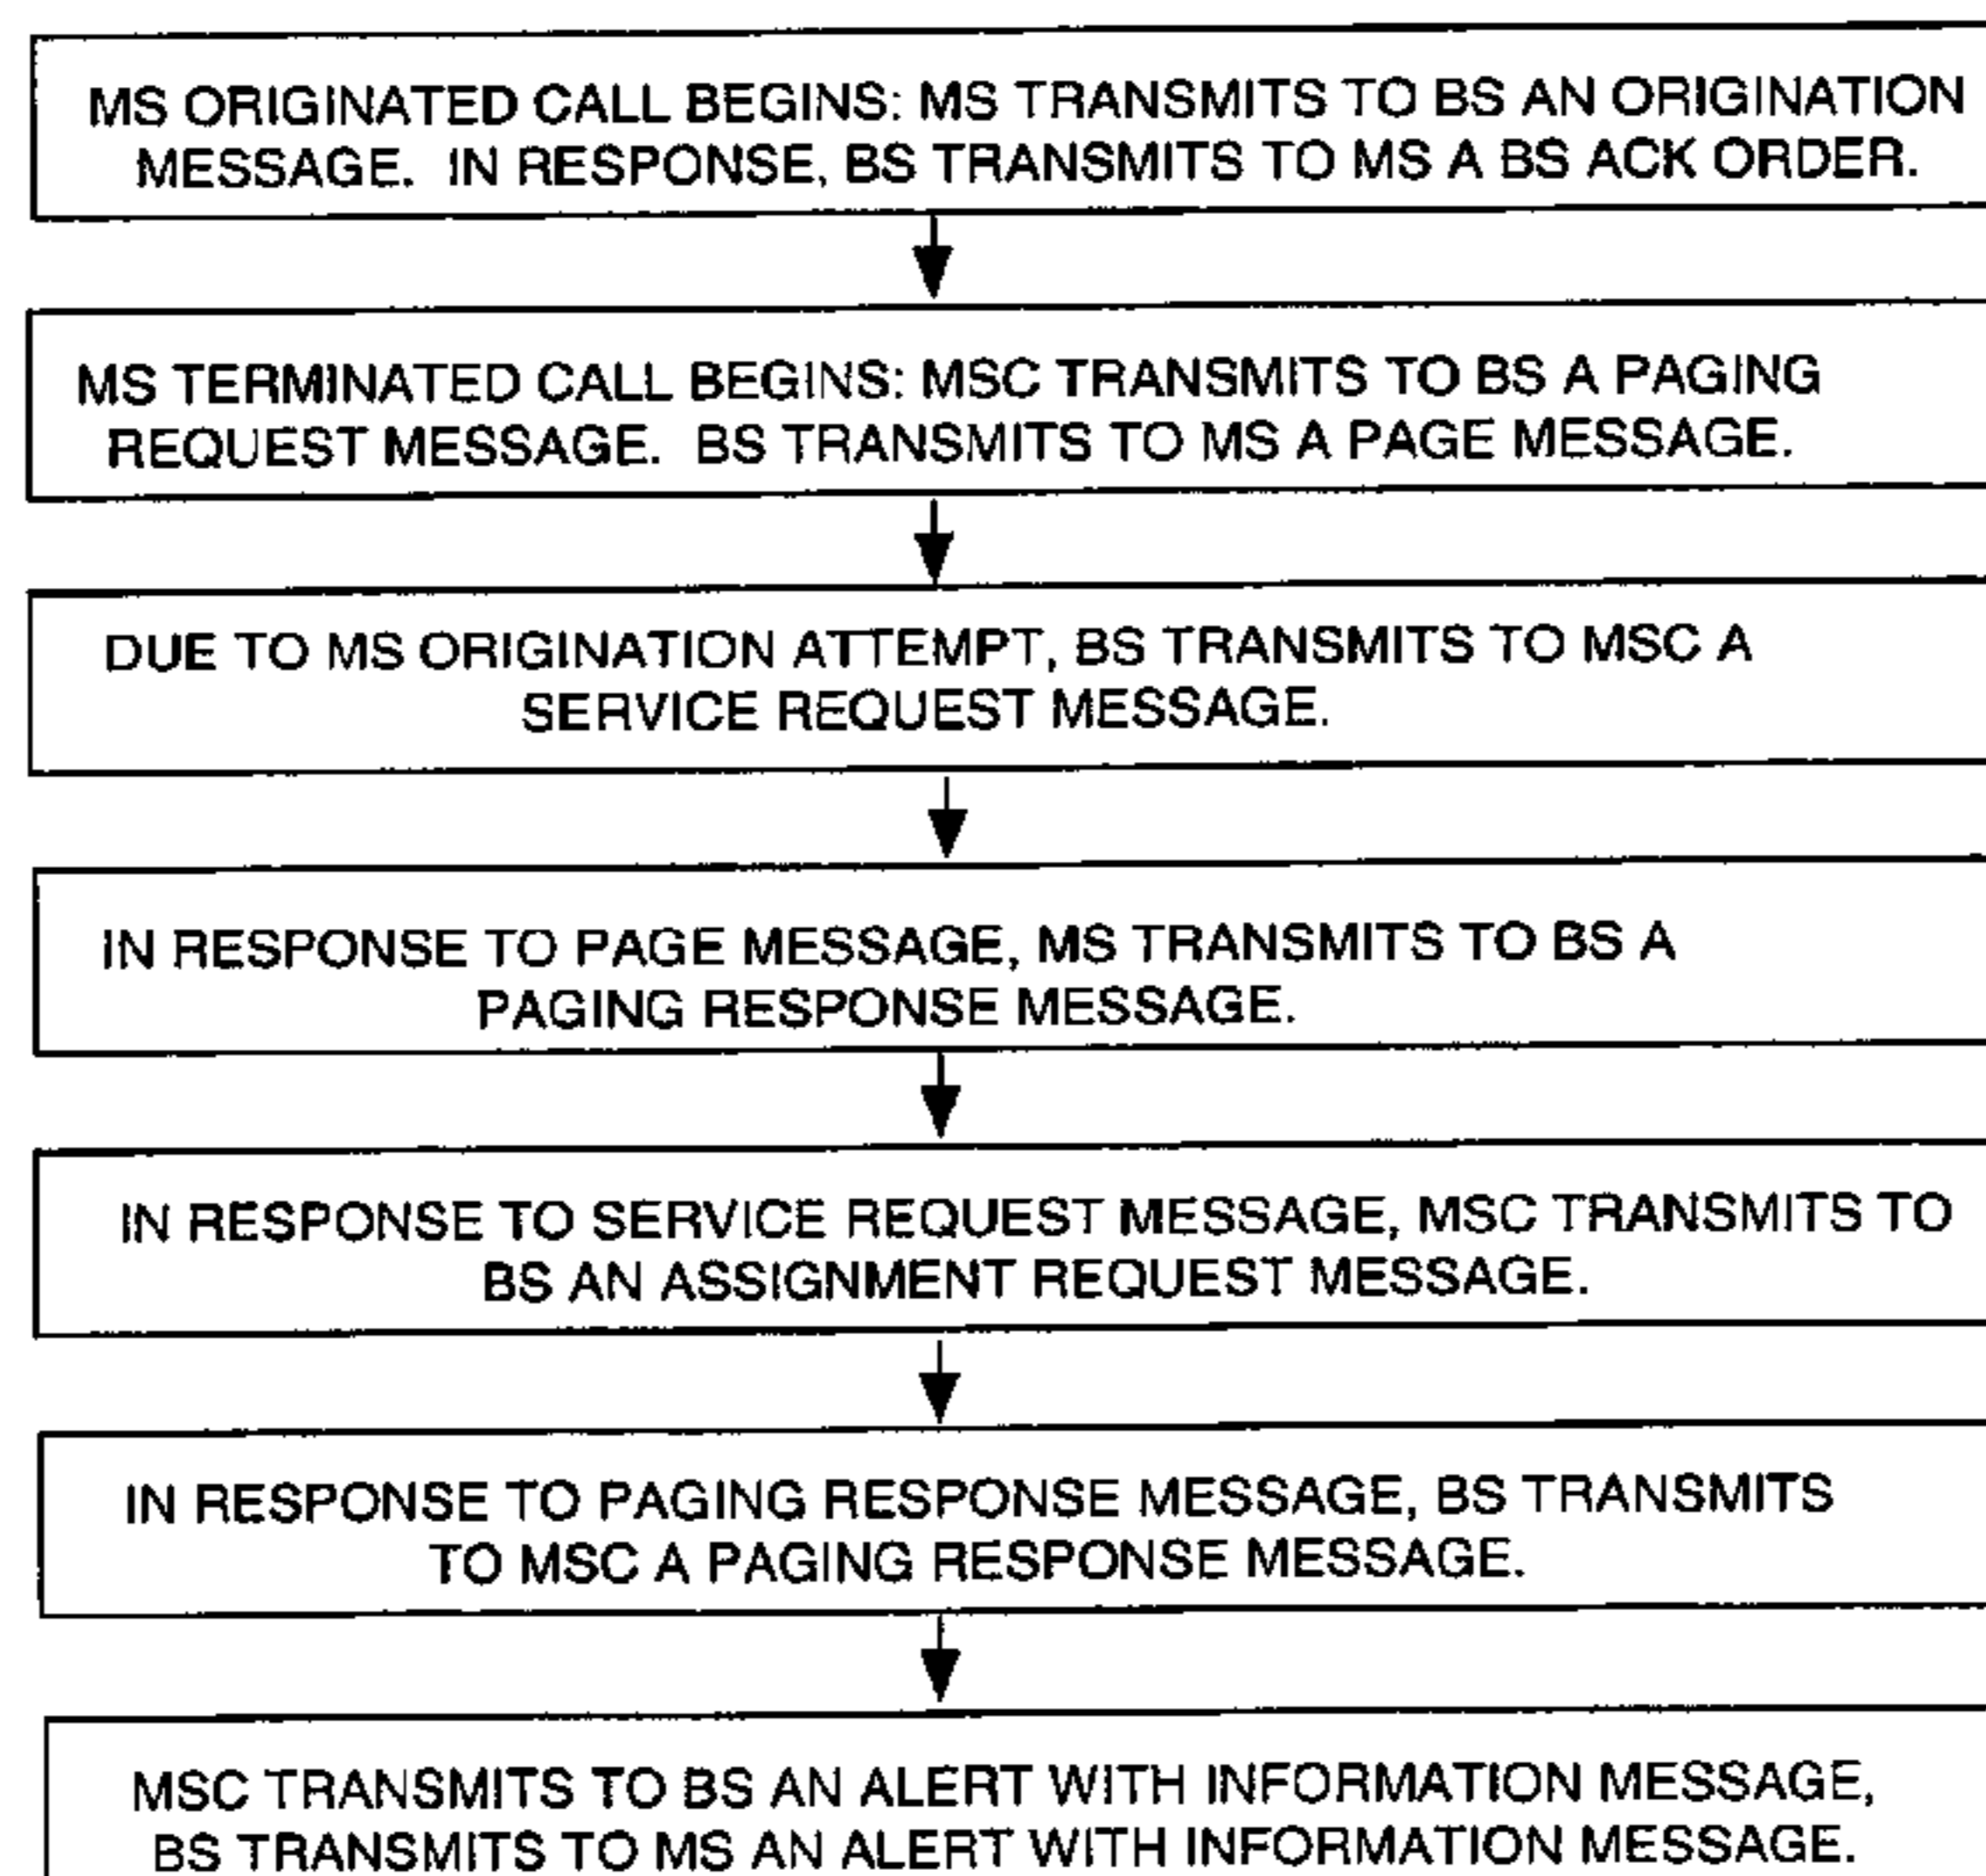 MS ORIGINATED CALL BEGINS: MS TRANSMITS TO BS AN ORIGINATION
MESSAGE. IN RESPONSE, BS TRANSMITS TO MS A BS ACK ORDER.
MS TERMINATED CALL BEGINS: MSC TRANSMITS TO BS A PAGING
REQUEST MESSAGE. BS TRANSMITS TO MS A PAGE MESSAGE.
DUE TO MS ORIGINATION ATTEMPT, BS TRANSMITS TO MSC A
SERVICE REQUEST MESSAGE.
IN RESPONSE TO PAGE MESSAGE, MS TRANSMITS TO BS A
PAGING RESPONSE MESSAGE.
IN RESPONSE TO SERVICE REQUEST MESSAGE, MSC TRANSMITS TO
BS AN ASSIGNMENT REQUEST MESSAGE.
IN RESPONSE TO PAGING RESPONSE MESSAGE, BS TRANSMITS
TO MSC A PAGING RESPONSE MESSAGE.
MSC TRANSMITS TO BS AN ALERT WITH INFORMATION MESSAGE,
BS TRANSMITS TO MS AN ALERT WITH INFORMATION MESSAGE.